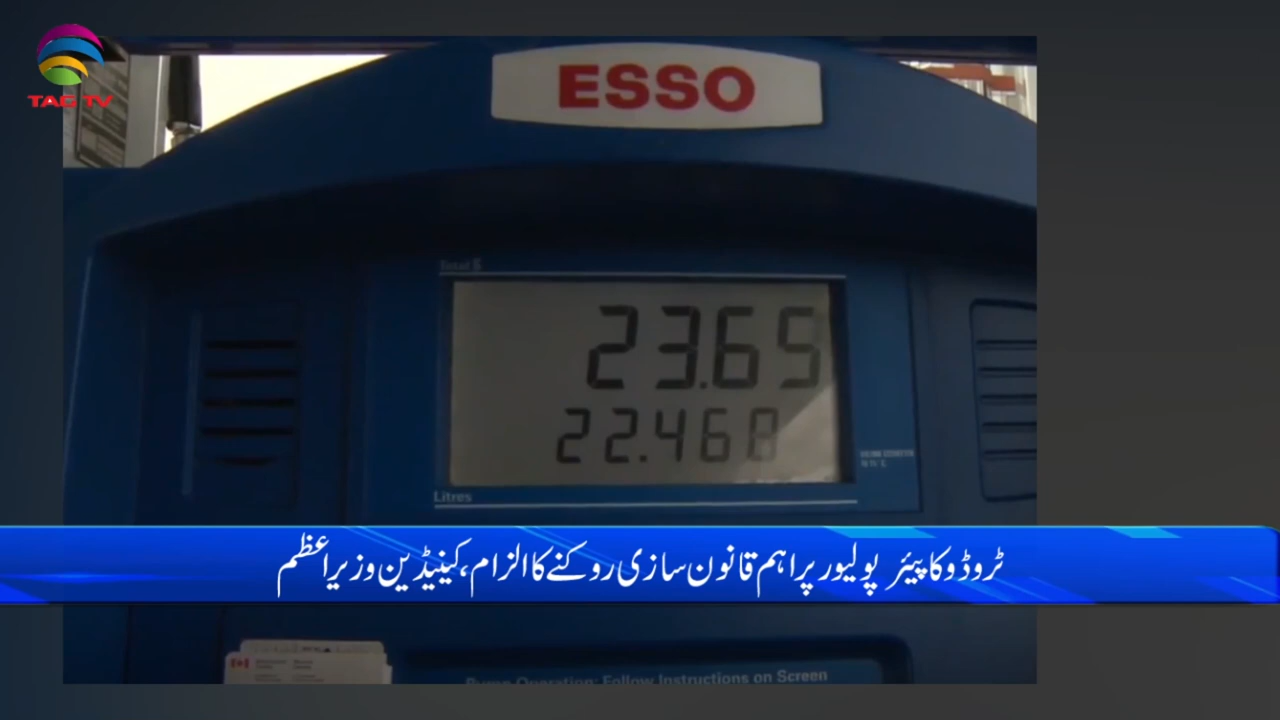 TAG TV
ESSO
Total $
23.65
22.468
Litres
ٹروڈو کا پیئر پولیور پر اہم قانون سازی روکنے کا الزام، کینیڈین وزیراعظم
Pump Operation: Follow Instructions on Screen